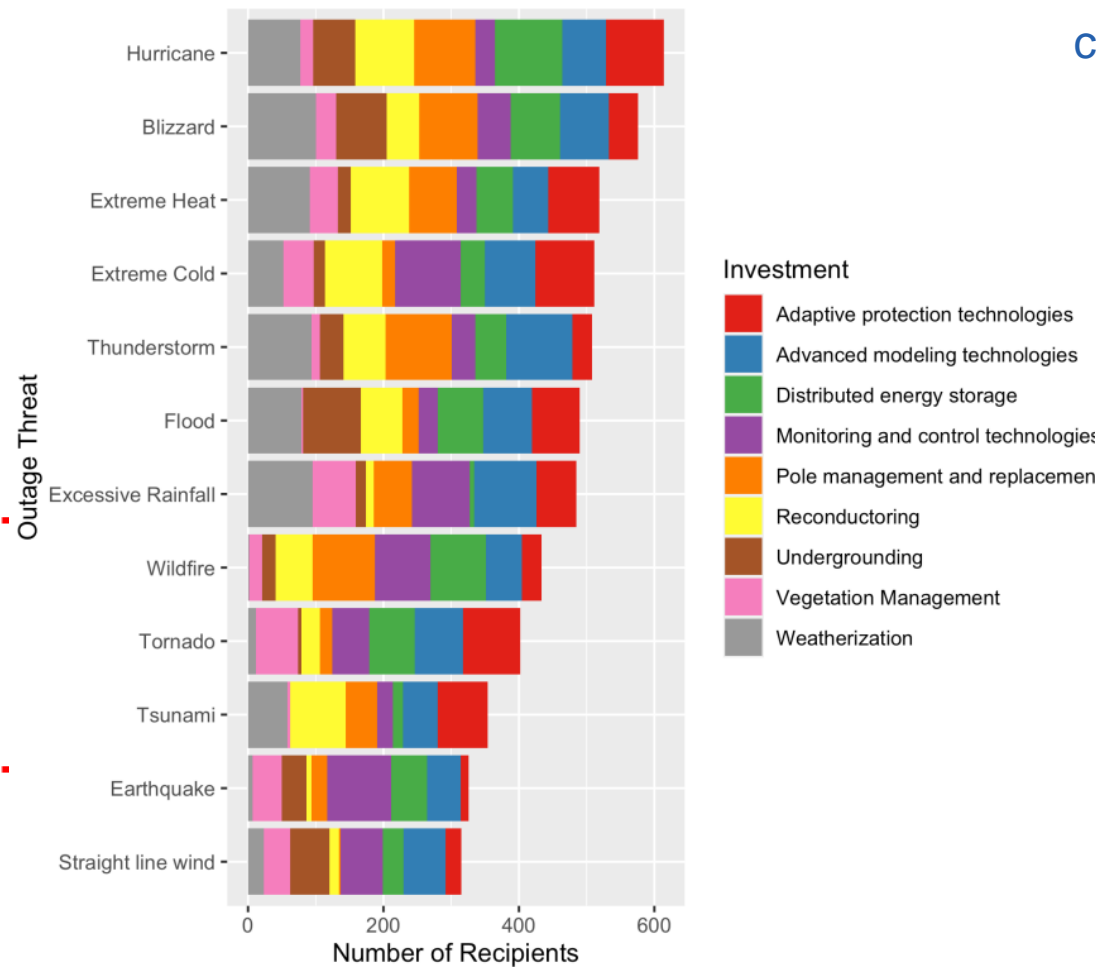 C
Hurricane
Blizzard
Extreme Heat
Extreme Cold
Thunderstorm
Flood
Excessive Rainfall
Wildfire
Tornado
Tsunami
Earthquake
Straight line wind
Outage Threat
0 200 400 600
Number of Recipients
Investment
Adaptive protection technologies
Advanced modeling technologies
Distributed energy storage
Monitoring and control technologies
Pole management and replacemen
Reconductoring
Undergrounding
Vegetation Management
Weatherization